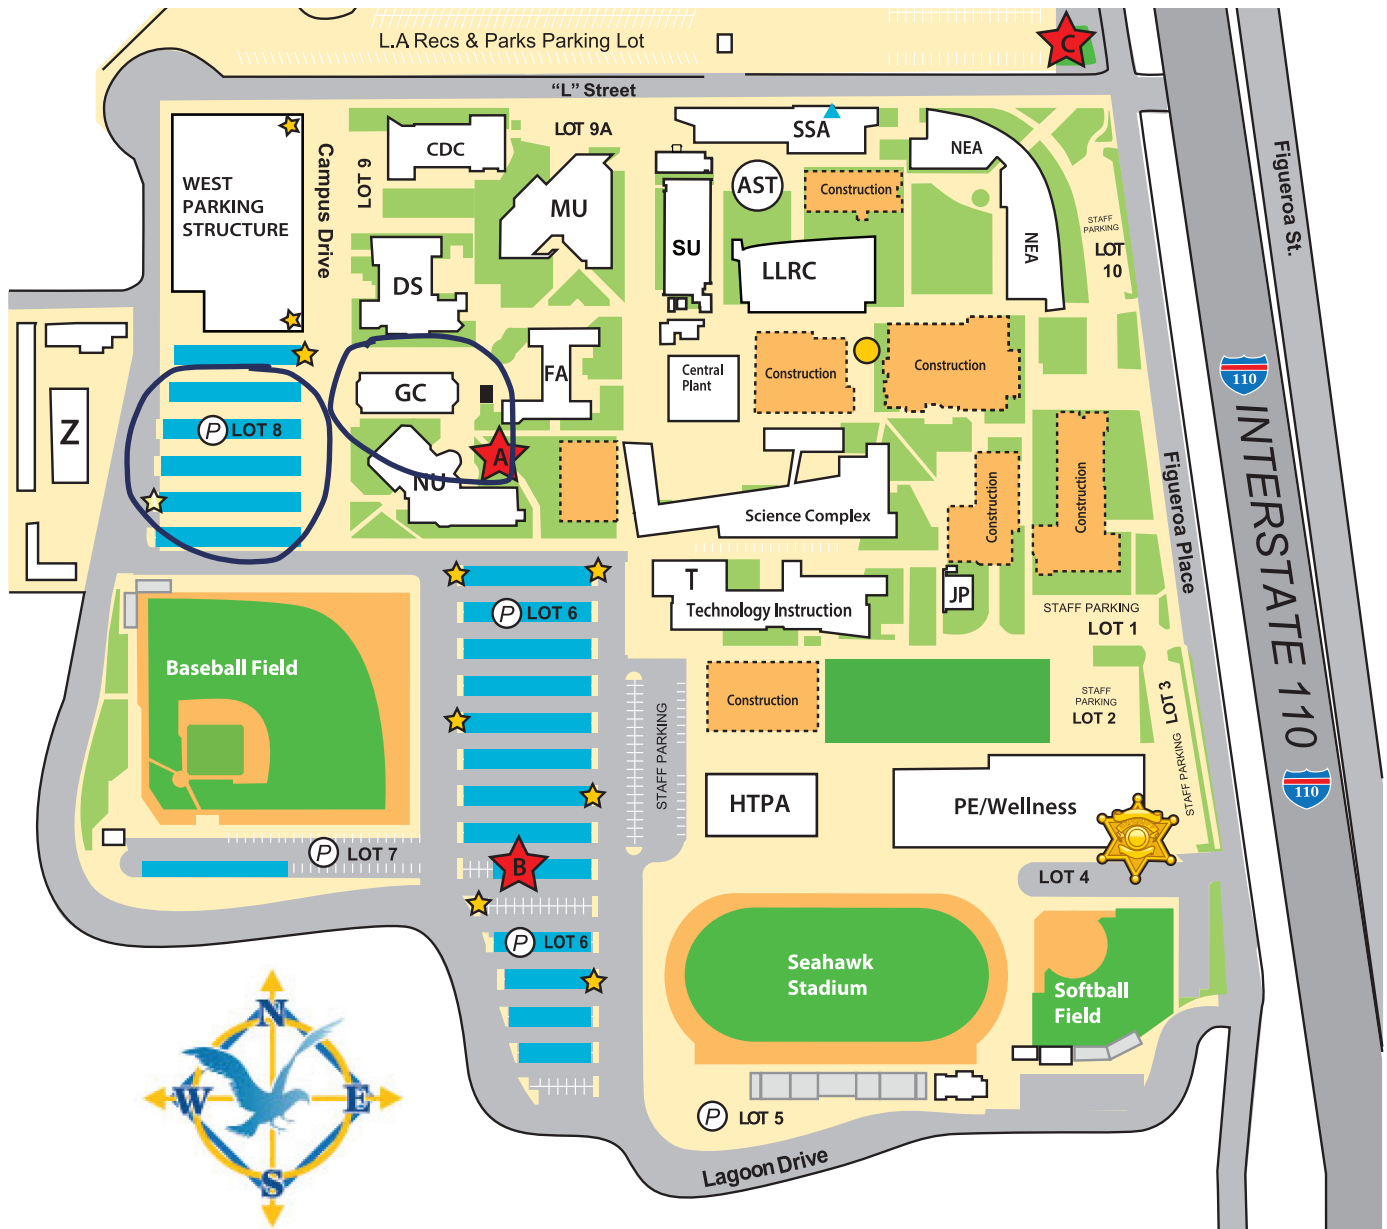 L.A Recs & Parks Parking Lot
C
"L" Street
LOT 9A
SSA
CDC
NEA
WEST
PARKING
STRUCTURE
Campus Drive
LOT 9
MU
AST
Construction
STAFF
PARKING
LOT
10
Figueroa St.
SU
LLRC
NEA
DS
FA
Central
Plant
Construction
Construction
110
GC
Z
P LOT 8
A
NU
Science Complex
Construction
Construction
Figueroa Place
INTERSTATE 110
T
Technology Instruction
JP
STAFF PARKING
LOT 1
P LOT 6
Baseball Field
STAFF PARKING
Construction
STAFF
PARKING
LOT 2
LOT 3
STAFF PARKING
110
HTPA
PE/Wellness
P LOT 7
B
LOT 4
P LOT 6
Seahawk
Stadium
Softball
Field
N
W
E
S
P LOT 5
Lagoon Drive